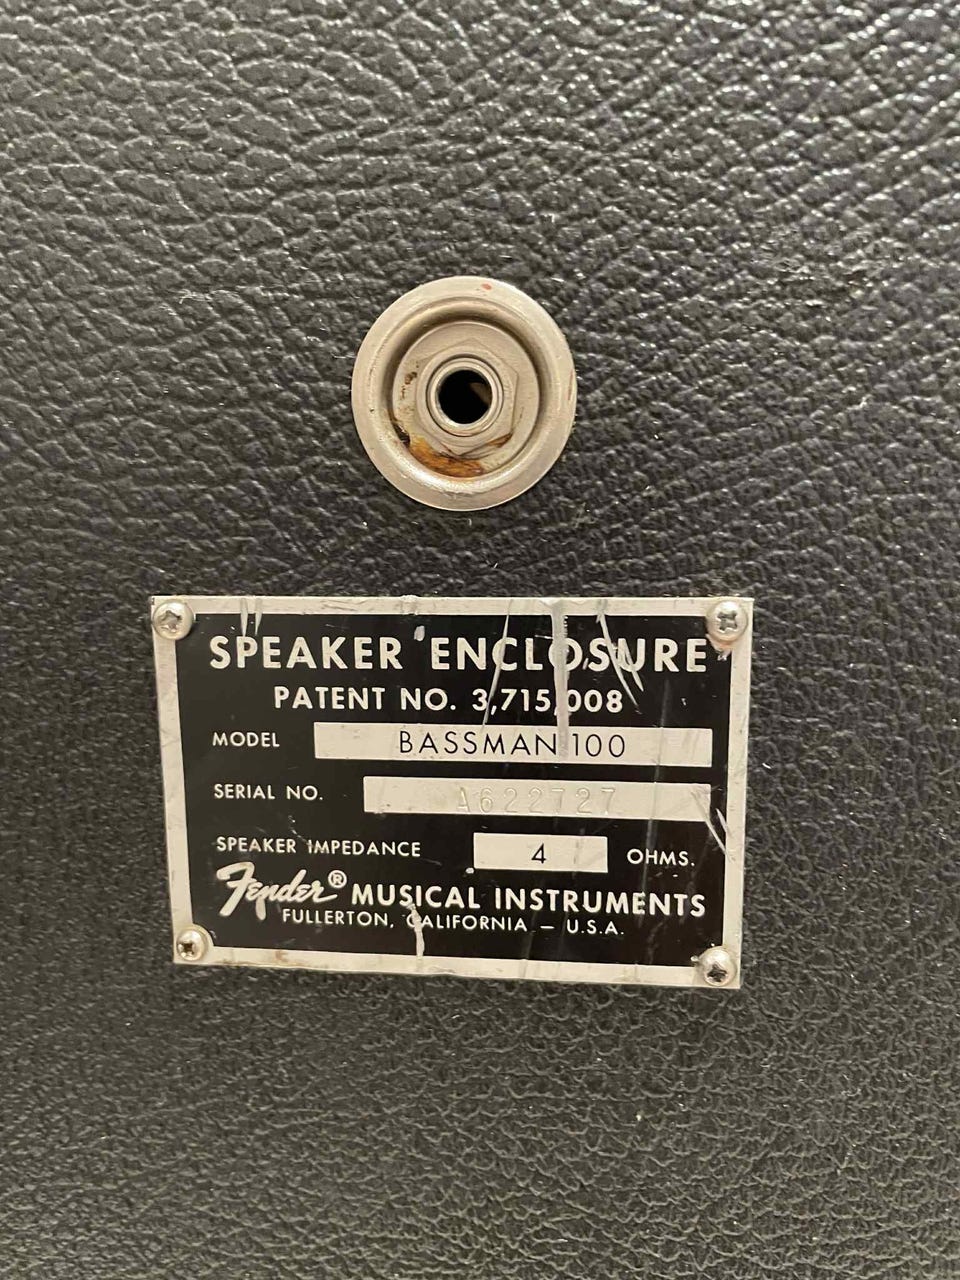 SPEAKER ENCLOSURE
PATENT NO. 3,715,008
MODEL BASSMAN 100
SERIAL NO. A622727
SPEAKER IMPEDANCE 4 OHMS.
Fender® MUSICAL INSTRUMENTS
FULLERTON, CALIFORNIA – U.S.A.